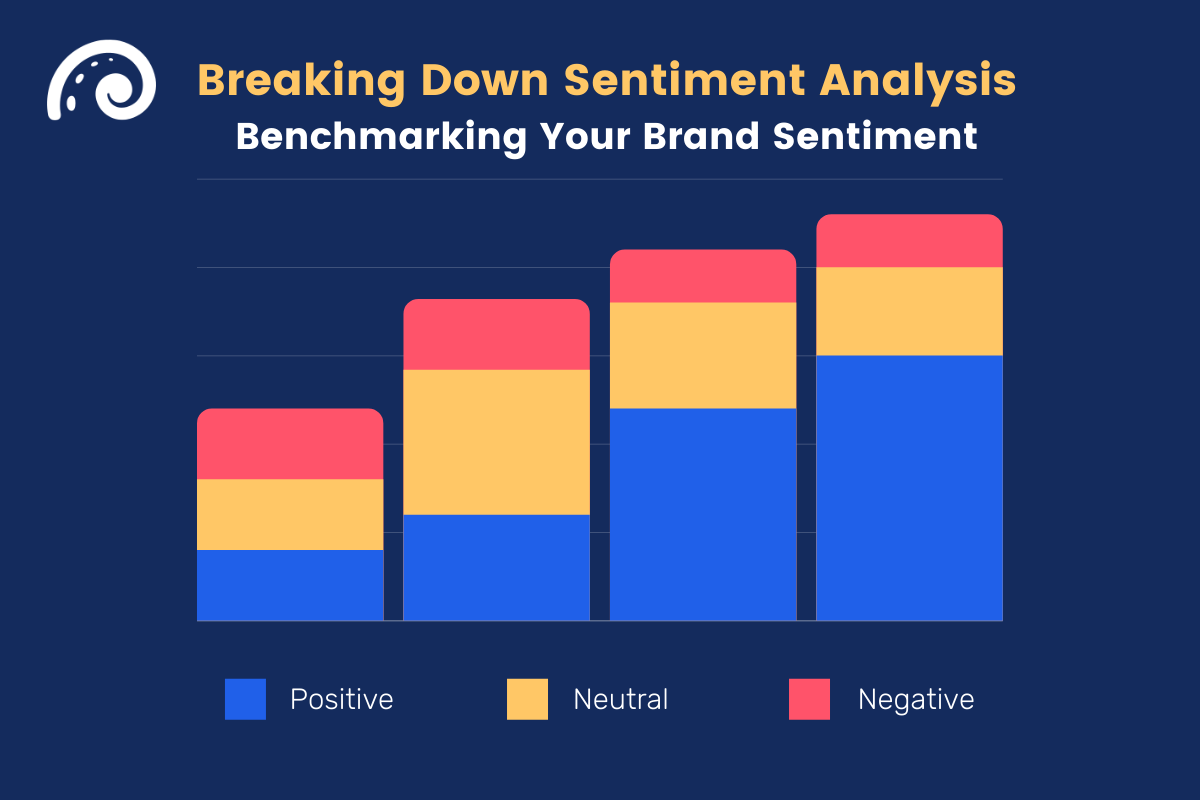 Breaking Down Sentiment Analysis
Benchmarking Your Brand Sentiment
Positive
Neutral
Negative